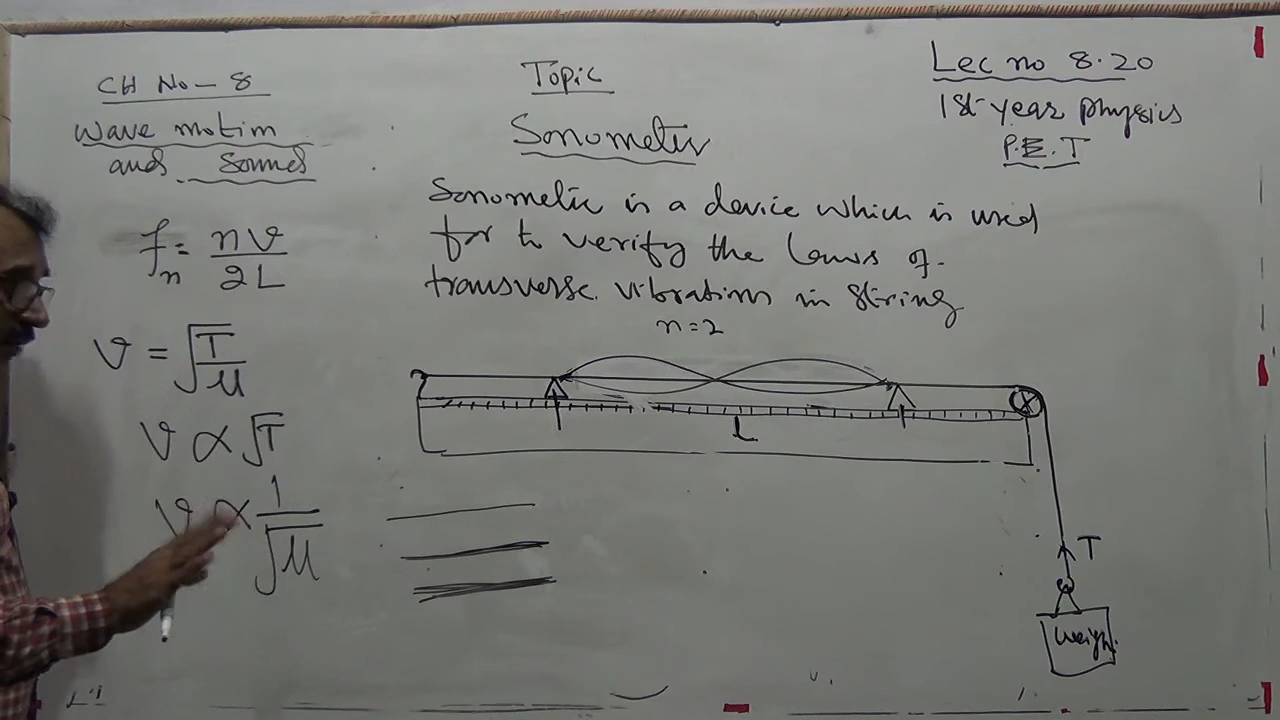 CH No – 8
Wave motion
and Sound
Topic
Sonometer
Lec no 8.20
1st year physics
P.E.T
Sonometer is a device which is used
for to verify the laws of
transverse vibration in string
n=2
fn = nv / 2L
v = √T/μ
v ∝ √T
v ∝ 1/√μ
L
T
Weight